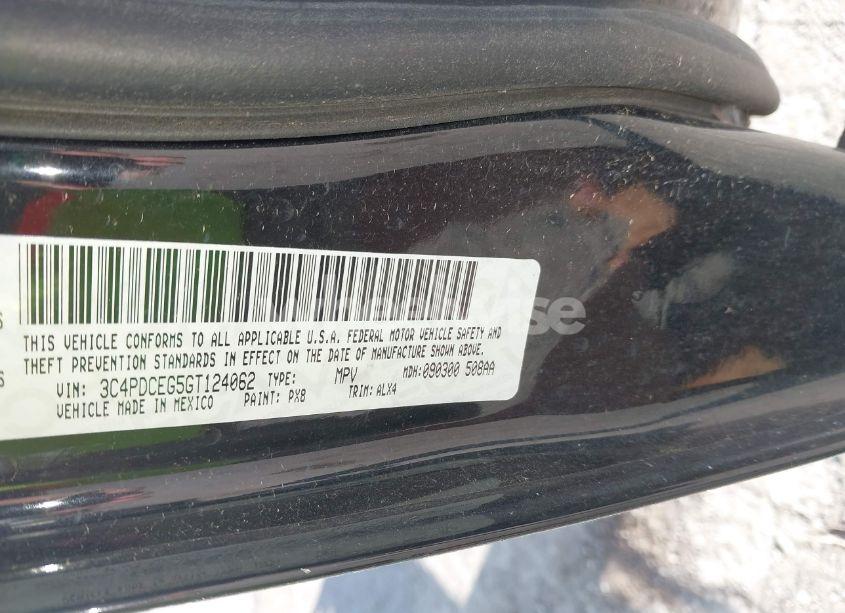 THIS VEHICLE CONFORMS TO ALL APPLICABLE U.S.A. FEDERAL MOTOR VEHICLE SAFETY AND
THEFT PREVENTION STANDARDS IN EFFECT ON THE DATE OF MANUFACTURE SHOWN ABOVE.
VIN: 3C4PDCEG5GT124062 TYPE: MPV MDH: 090300 508AA
VEHICLE MADE IN MEXICO PAINT: PX8 TRIM: ALX4